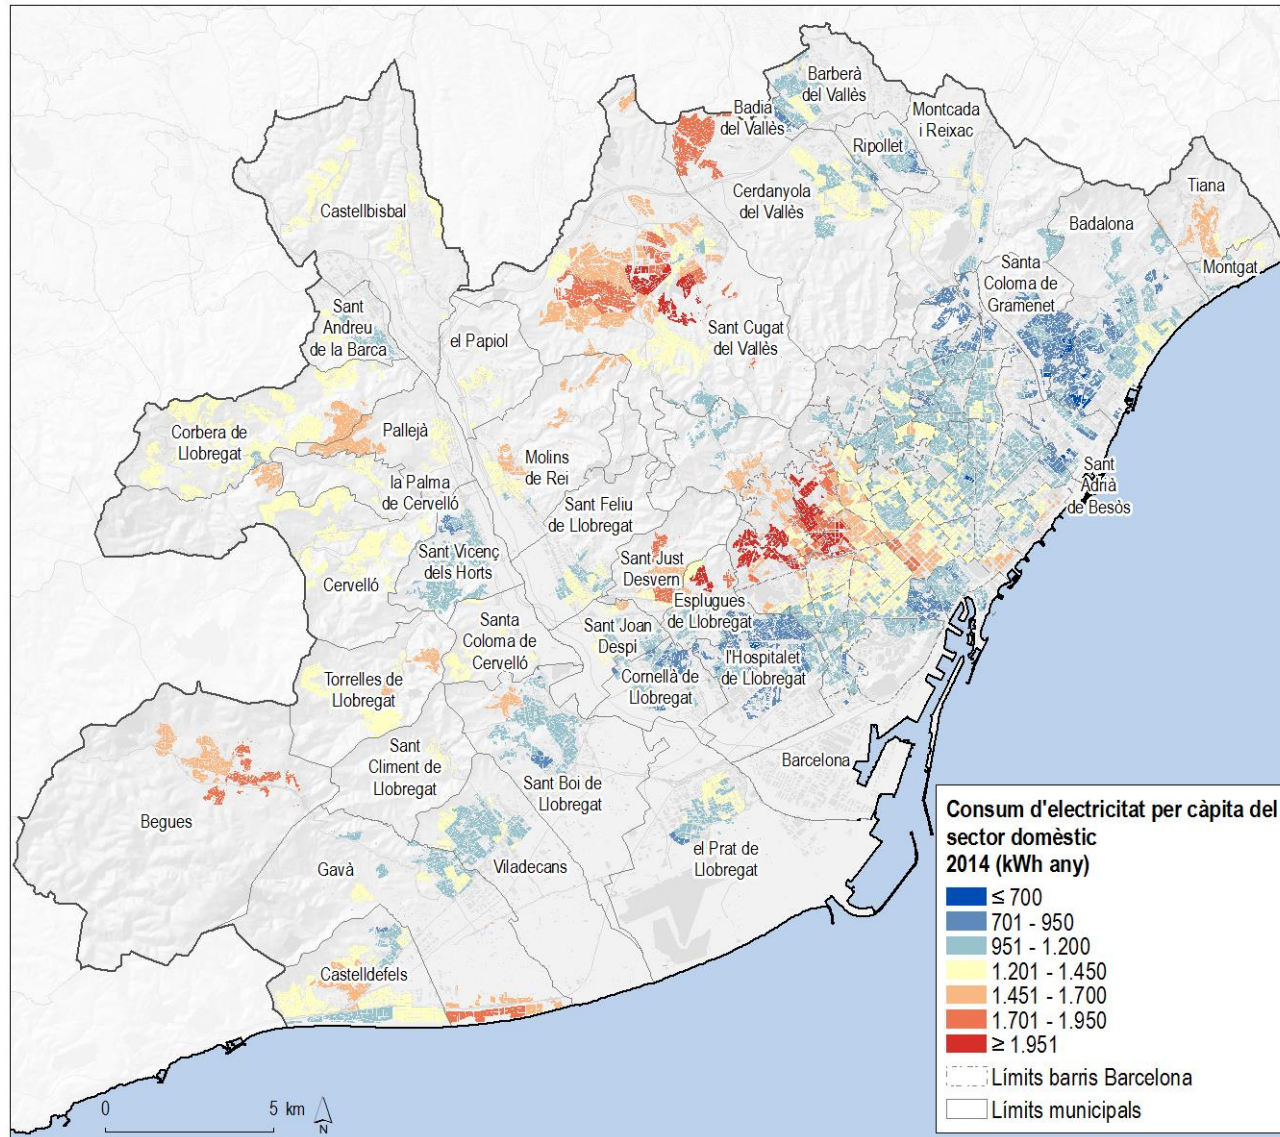 Barberà
del Vallès
Badia
del Vallès
Montcada
i Reixac
Ripollet
Cerdanyola
del Vallès
Tiana
Badalona
Montgat
Castellbisbal
Santa
Coloma de
Gramenet
Sant
Andreu
de la Barca
el Papiol
Sant Cugat
del Vallès
Corbera de
Llobregat
Pallejà
Molins
de Rei
la Palma
de Cervelló
Sant Feliu
de Llobregat
Sant
Adrià
de Besòs
Sant Vicenç
dels Horts
Sant Just
Desvern
Cervelló
Esplugues
de Llobregat
Santa
Coloma de
Cervelló
Sant Joan
Despi
l'Hospitalet
de Llobregat
Cornellà de
Llobregat
Torrelles de
Llobregat
Sant
Climent de
Llobregat
Sant Boi de
Llobregat
Barcelona
Begues
Gavà
Viladecans
el Prat de
Llobregat
Castelldefels
0 5 km
N
Consum d'electricitat per càpita del
sector domèstic
2014 (kWh any)
≤ 700
701 - 950
951 - 1.200
1.201 - 1.450
1.451 - 1.700
1.701 - 1.950
≥ 1.951
Límits barris Barcelona
Límits municipals